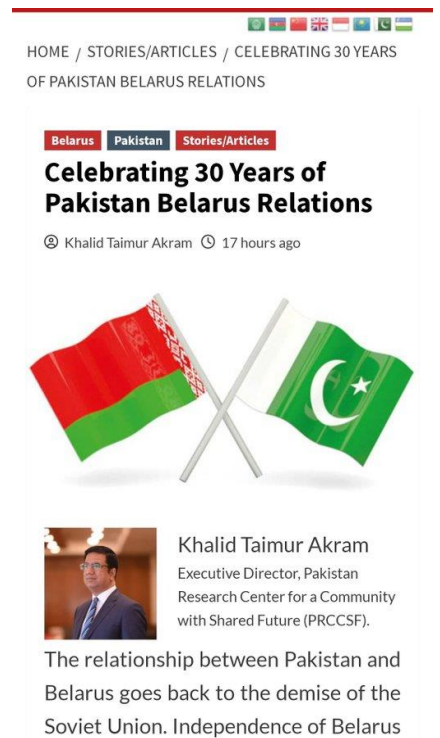 HOME / STORIES/ARTICLES / CELEBRATING 30 YEARS
OF PAKISTAN BELARUS RELATIONS
Belarus Pakistan Stories/Articles
Celebrating 30 Years of
Pakistan Belarus Relations
Khalid Taimur Akram 17 hours ago
Khalid Taimur Akram
Executive Director, Pakistan
Research Center for a Community
with Shared Future (PRCCSF).
The relationship between Pakistan and
Belarus goes back to the demise of the
Soviet Union. Independence of Belarus